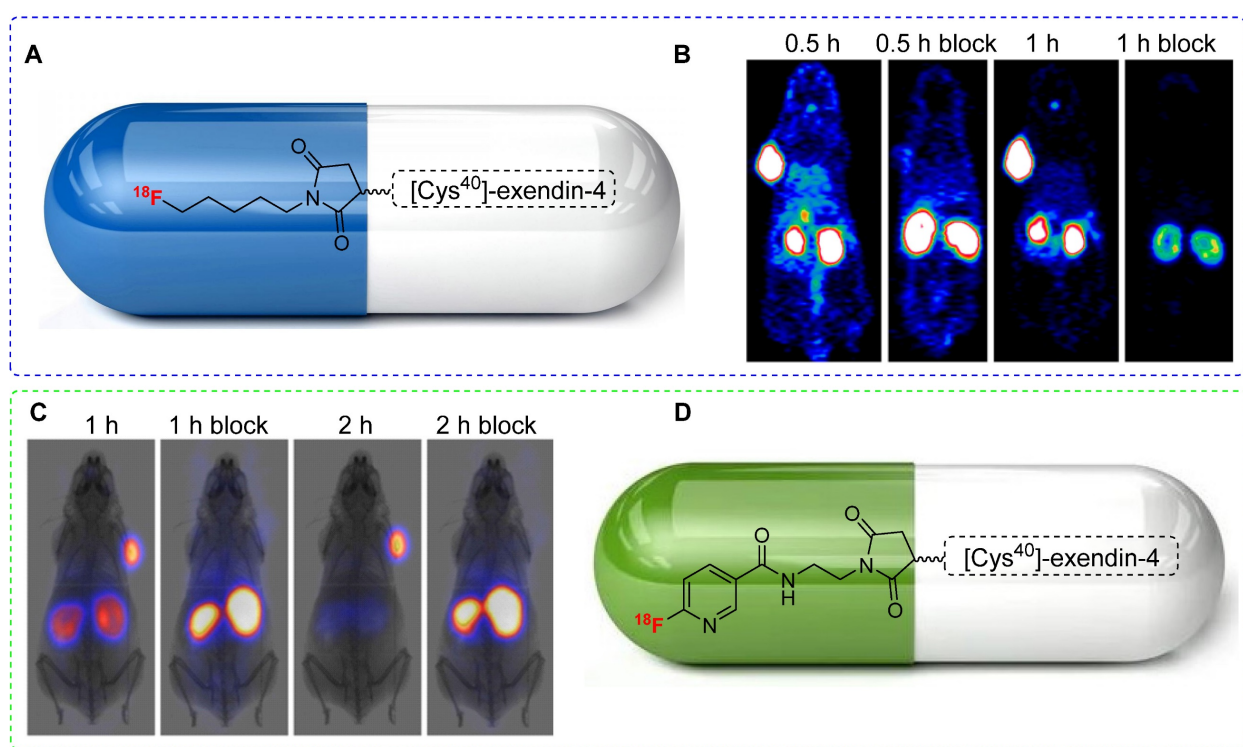 A
¹⁸F
O
N
O
[Cys⁴⁰]-exendin-4
B
0.5 h 0.5 h block 1 h 1 h block
C
1 h 1 h block 2 h 2 h block
D
¹⁸F
N
O
N
H
N
O
O
[Cys⁴⁰]-exendin-4